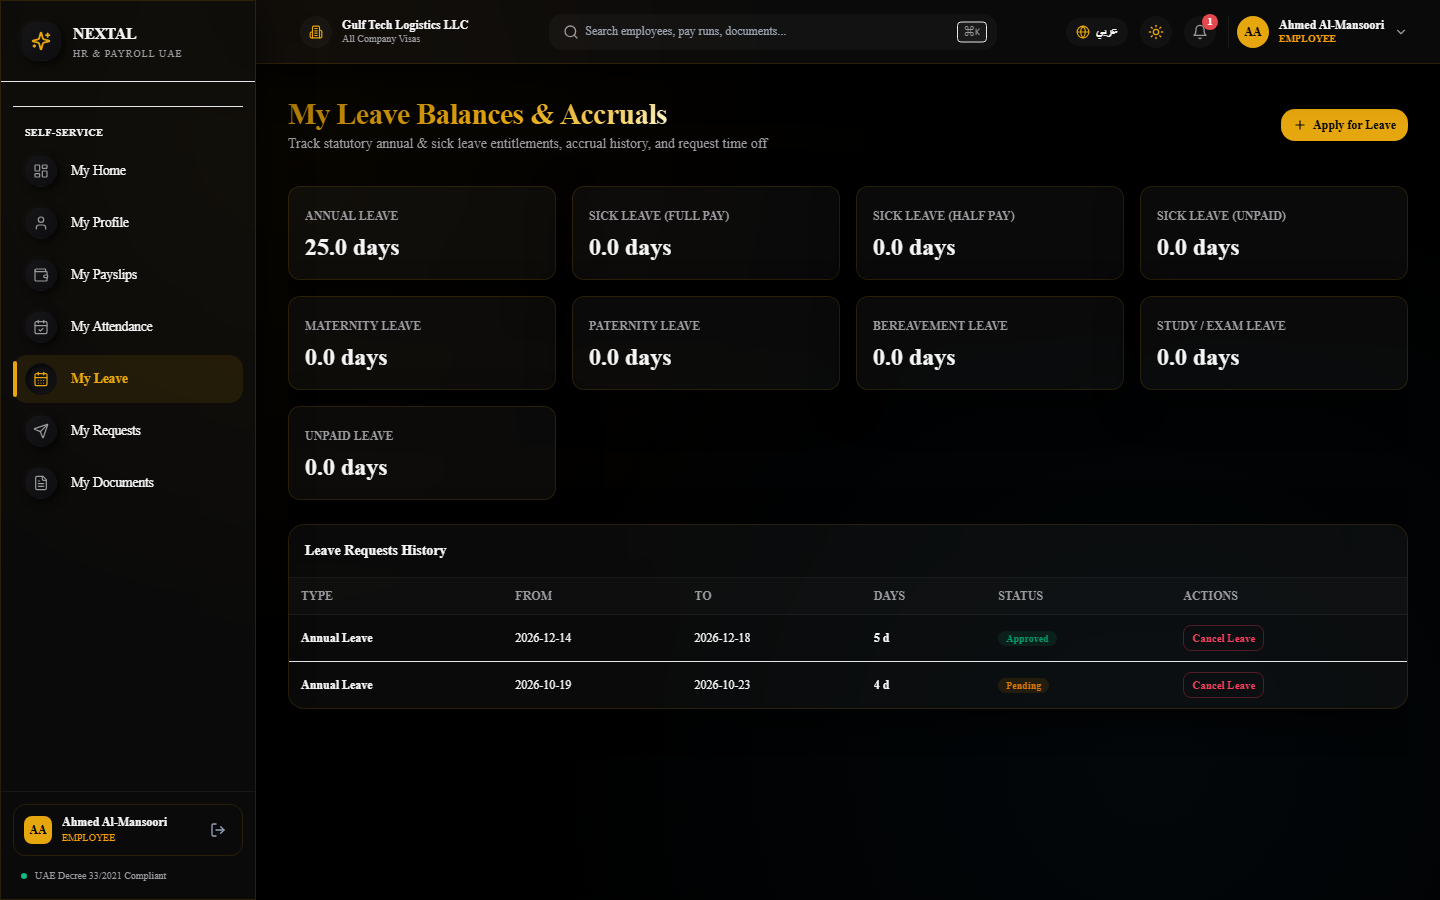 NEXTAL
HR & PAYROLL UAE
Gulf Tech Logistics LLC
All Company Visas
Search employees, pay runs, documents...
⌘K
عربي
1
AA
Ahmed Al-Mansoori
EMPLOYEE
SELF-SERVICE
My Home
My Profile
My Payslips
My Attendance
My Leave
My Requests
My Documents
AA
Ahmed Al-Mansoori
EMPLOYEE
UAE Decree 33/2021 Compliant
My Leave Balances & Accruals
Track statutory annual & sick leave entitlements, accrual history, and request time off
+ Apply for Leave
ANNUAL LEAVE
25.0 days
SICK LEAVE (FULL PAY)
0.0 days
SICK LEAVE (HALF PAY)
0.0 days
SICK LEAVE (UNPAID)
0.0 days
MATERNITY LEAVE
0.0 days
PATERNITY LEAVE
0.0 days
BEREAVEMENT LEAVE
0.0 days
STUDY / EXAM LEAVE
0.0 days
UNPAID LEAVE
0.0 days
Leave Requests History
TYPE FROM TO DAYS STATUS ACTIONS
Annual Leave 2026-12-14 2026-12-18 5 d Approved Cancel Leave
Annual Leave 2026-10-19 2026-10-23 4 d Pending Cancel Leave